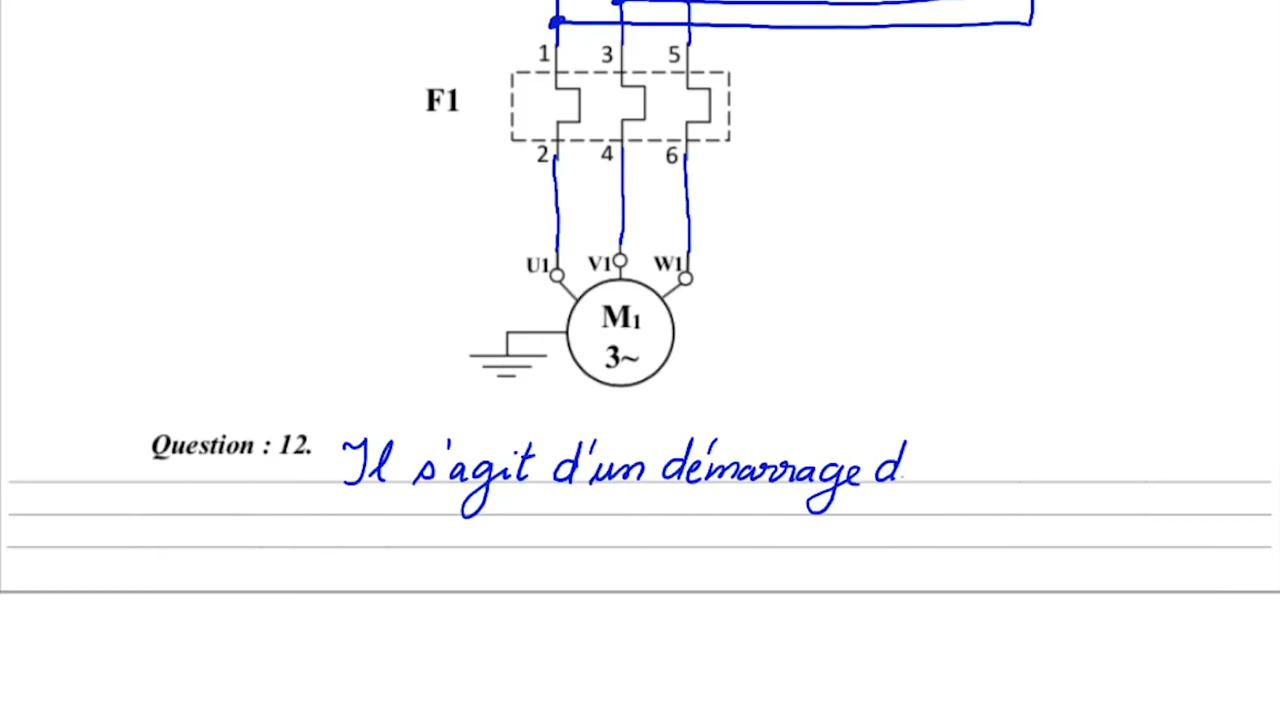 1 3 5
F1
2 4 6
U1 V1 W1
M1
3~
Question : 12. Il s'agit d'un démarrage d